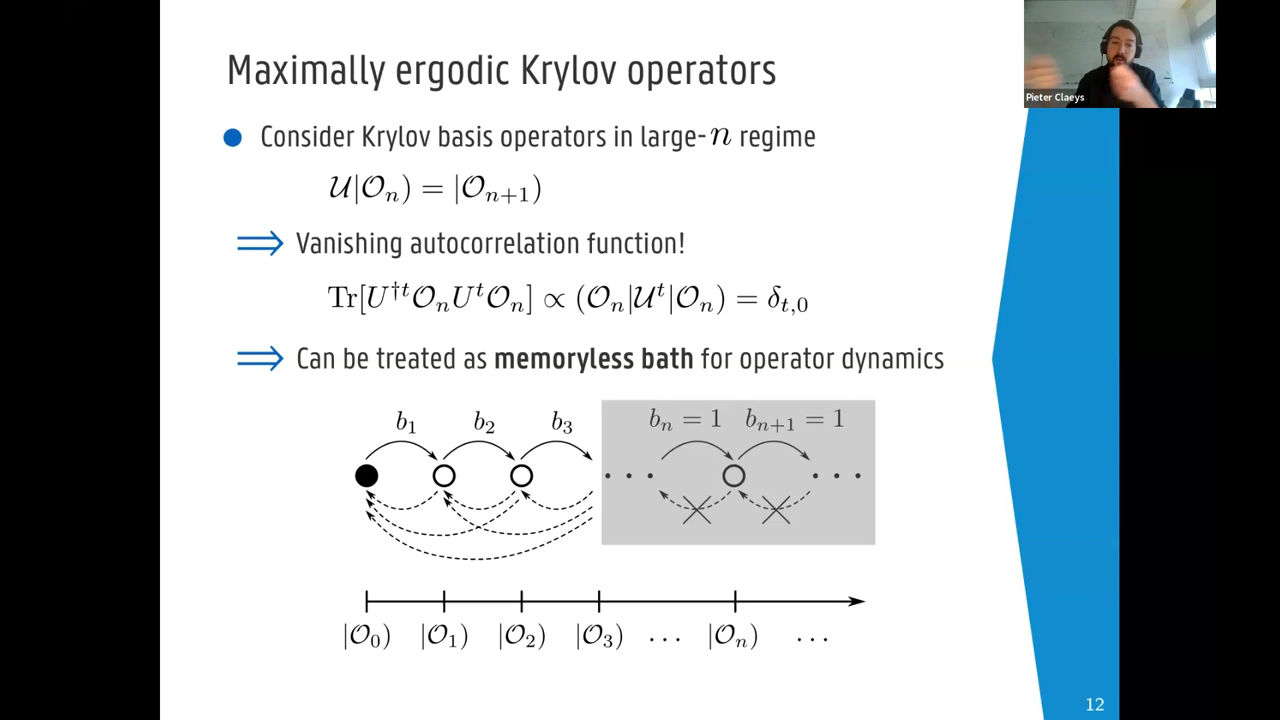 Maximally ergodic Krylov operators
Pieter Claeys
Consider Krylov basis operators in large-n regime
𝒰|𝒪ₙ) = |𝒪ₙ₊₁)
⟹ Vanishing autocorrelation function!
Tr[U^{†t}𝒪ₙU^t𝒪ₙ] ∝ (𝒪ₙ|𝒰^t|𝒪ₙ) = δ_{t,0}
⟹ Can be treated as memoryless bath for operator dynamics
b₁ b₂ b₃ bₙ = 1 bₙ₊₁ = 1
|𝒪₀) |𝒪₁) |𝒪₂) |𝒪₃) ... |𝒪ₙ) ...
12